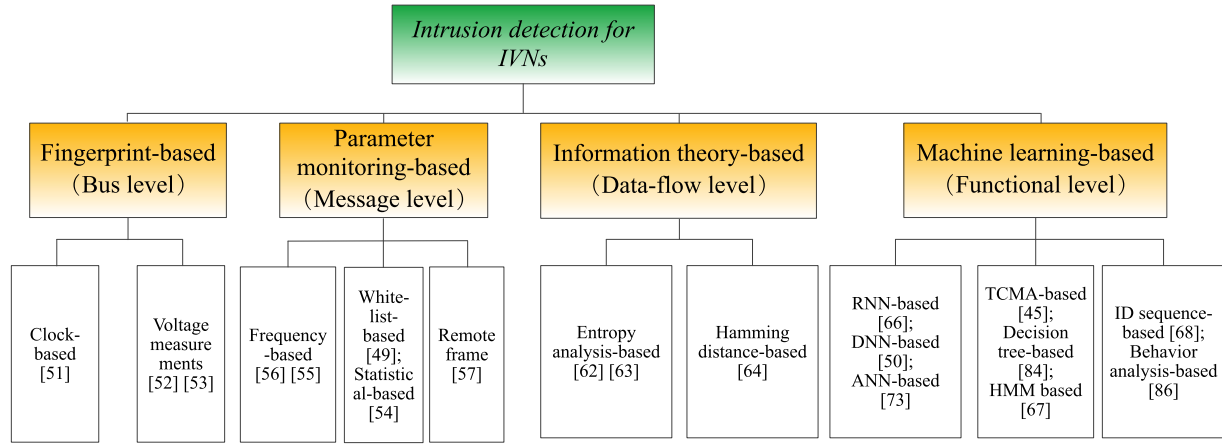 Intrusion detection for
IVNs
Fingerprint-based
（Bus level）
Parameter
monitoring-based
（Message level）
Information theory-based
（Data-flow level）
Machine learning-based
（Functional level）
Clock-
based
[51]
Voltage
measure
ments
[52] [53]
Frequency
-based
[56] [55]
White-
list-
based
[49];
Statistic
al-based
[54]
Remote
frame
[57]
Entropy
analysis-based
[62] [63]
Hamming
distance-based
[64]
RNN-based
[66];
DNN-based
[50];
ANN-based
[73]
TCMA-based
[45];
Decision
tree-based
[84];
HMM based
[67]
ID sequence-
based [68];
Behavior
analysis-based
[86]